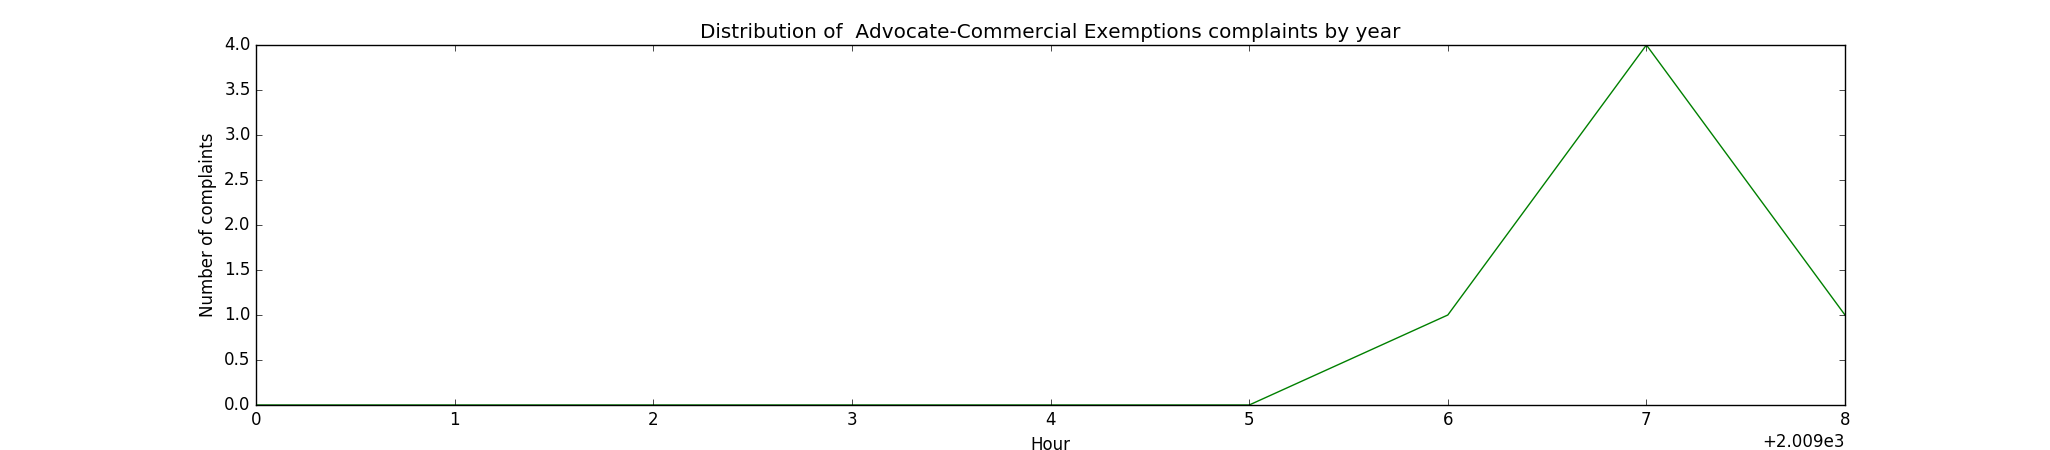 Distribution of  Advocate-Commercial Exemptions complaints by year
4.0
3.5
3.0
2.5
2.0
1.5
1.0
0.5
0.0
Number of complaints
0 1 2 3 4 5 6 7 8
Hour
+2.009e3